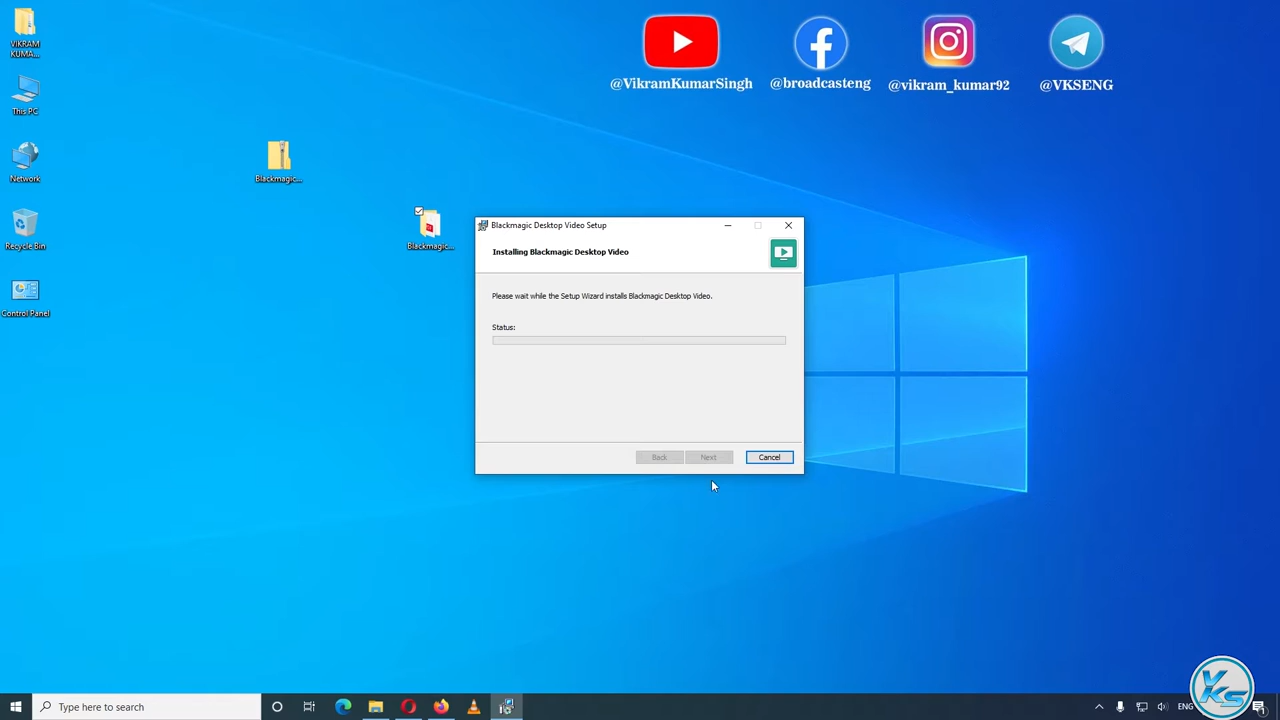 VIKRAM
KUMA...
This PC
Network
Recycle Bin
Control Panel
Blackmagic...
Blackmagic...
@VikramKumarSingh
@broadcasteng
@vikram_kumar92
@VKSENG
Blackmagic Desktop Video Setup
Installing Blackmagic Desktop Video
Please wait while the Setup Wizard installs Blackmagic Desktop Video.
Status:
Back
Next
Cancel
Type here to search
ENG
VKS